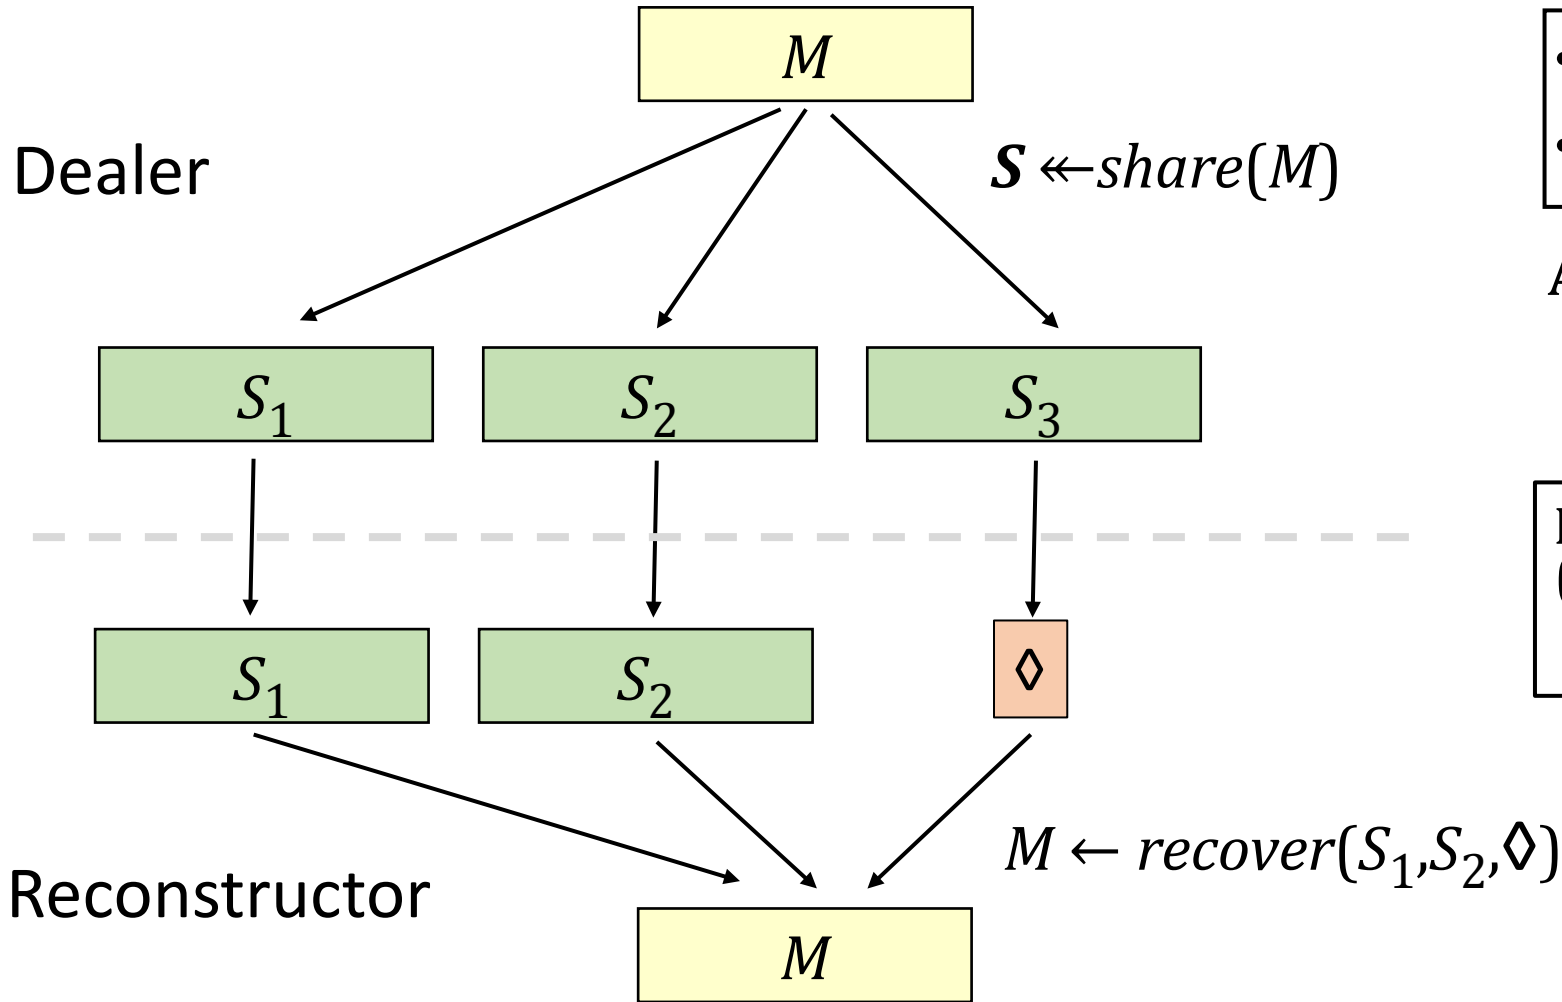 M
Dealer
𝑺 ↞ share(M)
S₁ S₂ S₃
S₁ S₂ ◊
M ← recover(S₁,S₂,◊)
Reconstructor
M